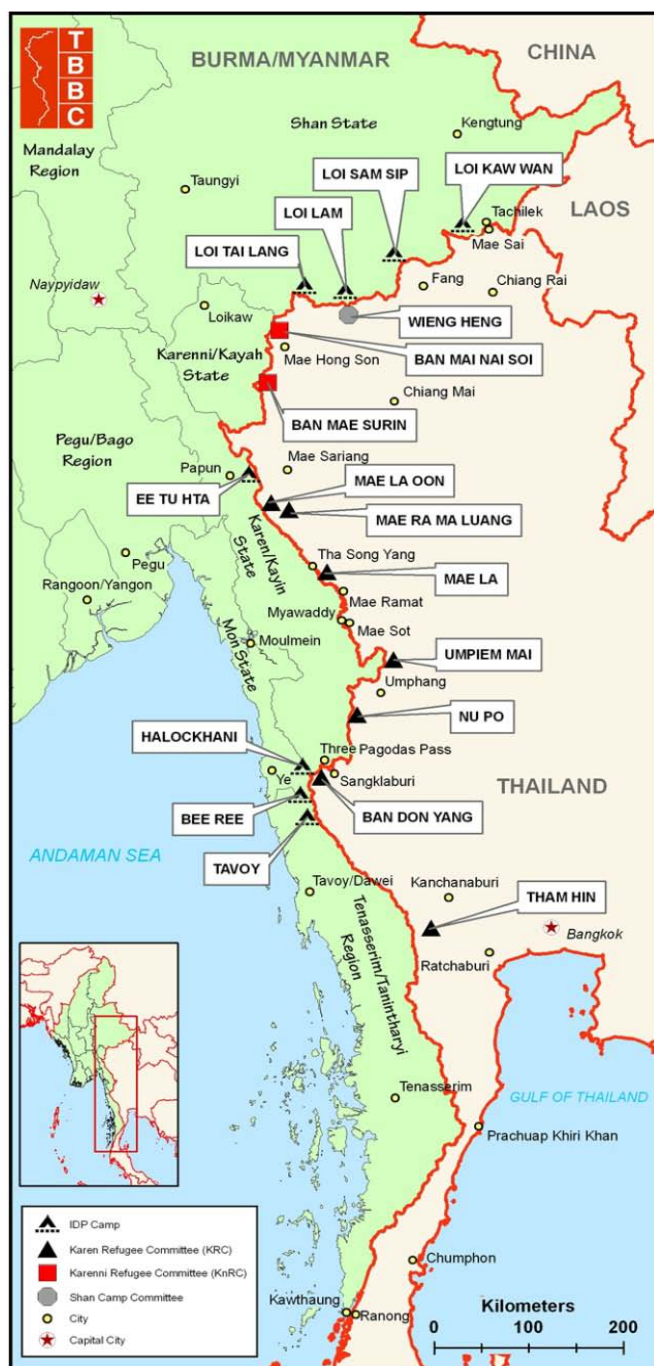 T
B
B
C
BURMA/MYANMAR
CHINA
Shan State
Kengtung
Mandalay
Region
Taungyi
LOI SAM SIP
LOI KAW WAN
LOI LAM
Tachilek
LAOS
Mae Sai
LOI TAI LANG
Naypyidaw
Fang
Chiang Rai
Loikaw
WIENG HENG
Karenni/Kayah
State
Mae Hong Son
BAN MAI NAI SOI
Chiang Mai
BAN MAE SURIN
Pegu/Bago
Region
Papun
Mae Sariang
EE TU HTA
MAE LA OON
MAE RA MA LUANG
Karen/Kayin
State
Pegu
Tha Song Yang
MAE LA
Rangoon/Yangon
Mae Ramat
Myawaddy
Mae Sot
Mon State
Moulmein
UMPIEM MAI
Umphang
NU PO
HALOCKHANI
Three Pagodas Pass
Ye
Sangklaburi
THAILAND
BEE REE
BAN DON YANG
ANDAMAN SEA
TAVOY
Tavoy/Dawei
Kanchanaburi
THAM HIN
Bangkok
Ratchaburi
Tenasserim/Tanintharyi
Region
Tenasserim
GULF OF THAILAND
Prachuap Khiri Khan
IDP Camp
Karen Refugee Committee (KRC)
Karenni Refugee Committee (KnRC)
Shan Camp Committee
City
Capital City
Chumphon
Kawthaung
Ranong
Kilometers
0 100 200